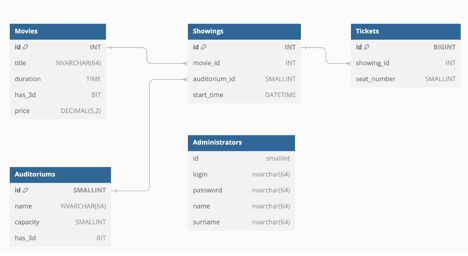 Movies
id INT
title NVARCHAR(64)
duration TIME
has_3d BIT
price DECIMAL(5,2)
Showings
id INT
movie_id INT
auditorium_id SMALLINT
start_time DATETIME
Tickets
id BIGINT
showing_id INT
seat_number SMALLINT
Administrators
id smallint
login nvarchar(64)
password nvarchar(64)
name nvarchar(64)
surname nvarchar(64)
Auditoriums
id SMALLINT
name NVARCHAR(64)
capacity SMALLINT
has_3d BIT